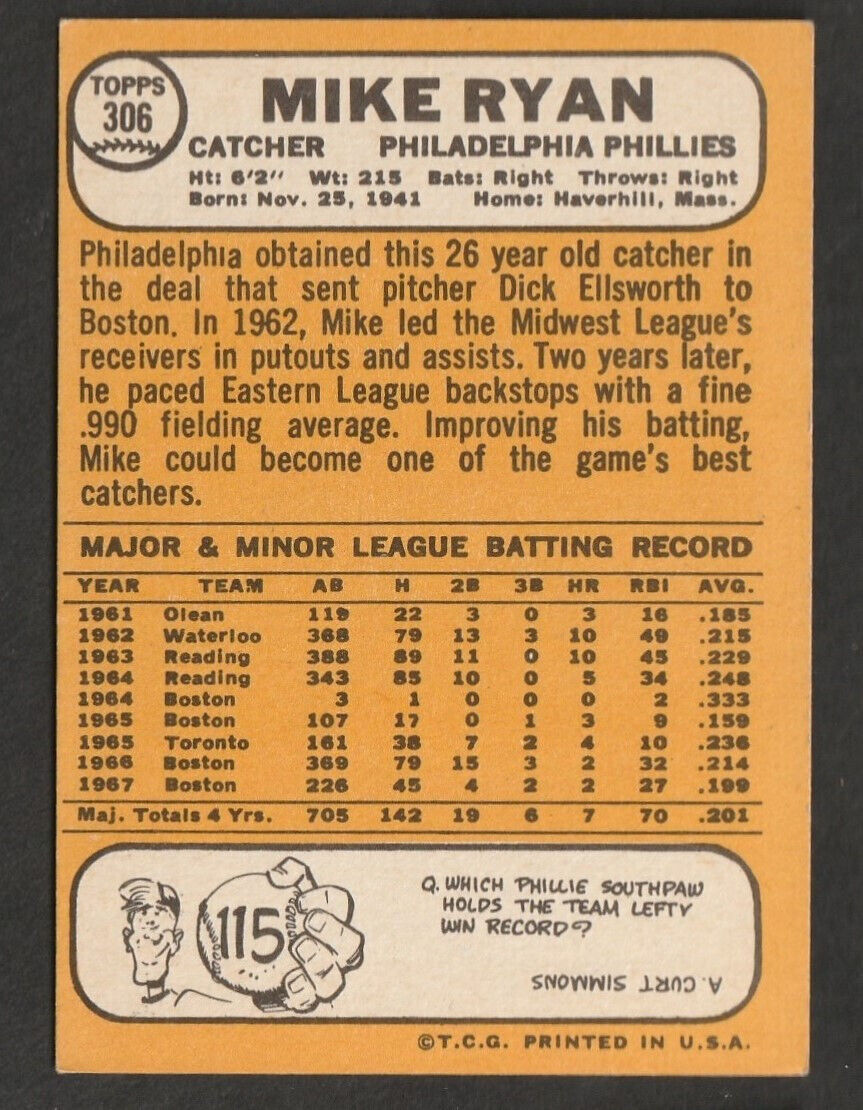 TOPPS
306
MIKE RYAN
CATCHER PHILADELPHIA PHILLIES
Ht: 6'2" Wt: 215 Bats: Right Throws: Right
Born: Nov. 25, 1941 Home: Haverhill, Mass.
Philadelphia obtained this 26 year old catcher in
the deal that sent pitcher Dick Ellsworth to
Boston. In 1962, Mike led the Midwest League's
receivers in putouts and assists. Two years later,
he paced Eastern League backstops with a fine
.990 fielding average. Improving his batting,
Mike could become one of the game's best
catchers.
MAJOR & MINOR LEAGUE BATTING RECORD
YEAR TEAM AB H 2B 3B HR RBI AVG.
1961 Olean 119 22 3 0 3 16 .185
1962 Waterloo 368 79 13 3 10 49 .215
1963 Reading 388 89 11 0 10 45 .229
1964 Reading 343 85 10 0 5 34 .248
1964 Boston 3 1 0 0 0 2 .333
1965 Boston 107 17 0 1 3 9 .159
1965 Toronto 161 38 7 2 4 10 .236
1966 Boston 369 79 15 3 2 32 .214
1967 Boston 226 45 4 2 2 27 .199
Maj. Totals 4 Yrs. 705 142 19 6 7 70 .201
115
Q. WHICH PHILLIE SOUTHPAW
HOLDS THE TEAM LEFTY
WIN RECORD?
A. CURT SIMMONS
©T.C.G. PRINTED IN U.S.A.